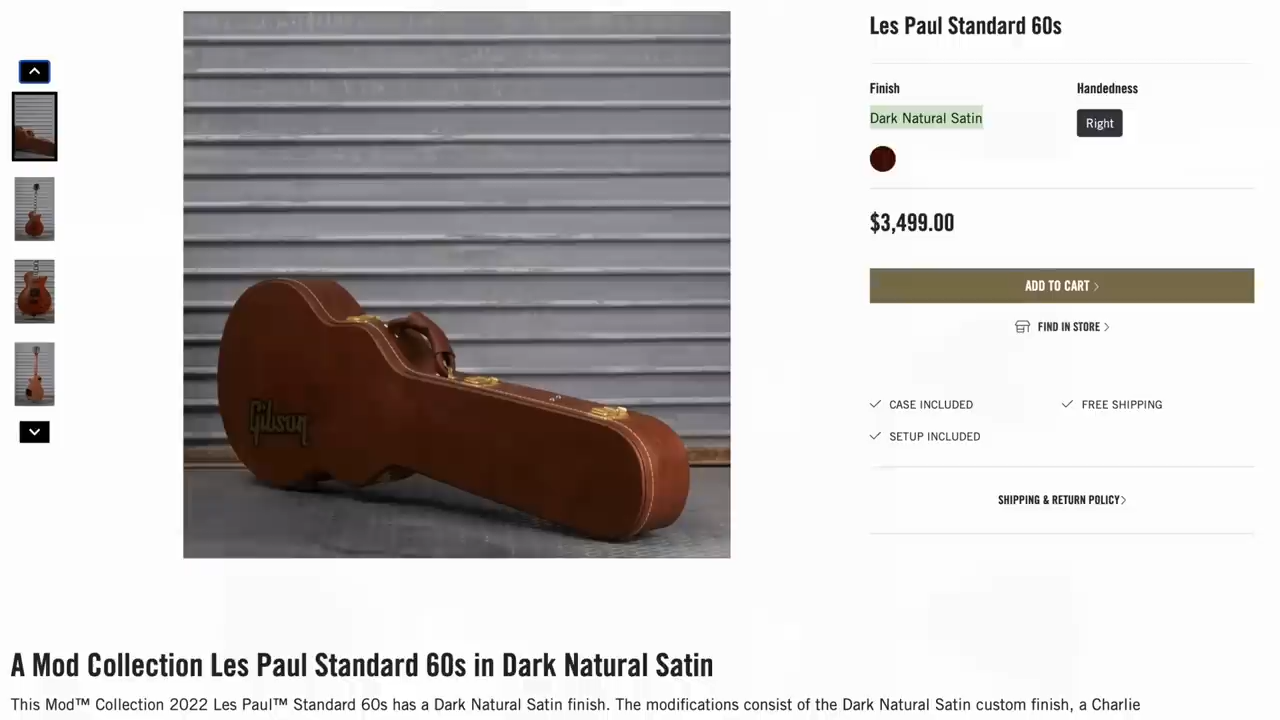 Les Paul Standard 60s
Finish
Handedness
Dark Natural Satin
Right
$3,499.00
ADD TO CART
FIND IN STORE
CASE INCLUDED
FREE SHIPPING
SETUP INCLUDED
SHIPPING & RETURN POLICY
Gibson
A Mod Collection Les Paul Standard 60s in Dark Natural Satin
This Mod™ Collection 2022 Les Paul™ Standard 60s has a Dark Natural Satin finish. The modifications consist of the Dark Natural Satin custom finish, a Charlie